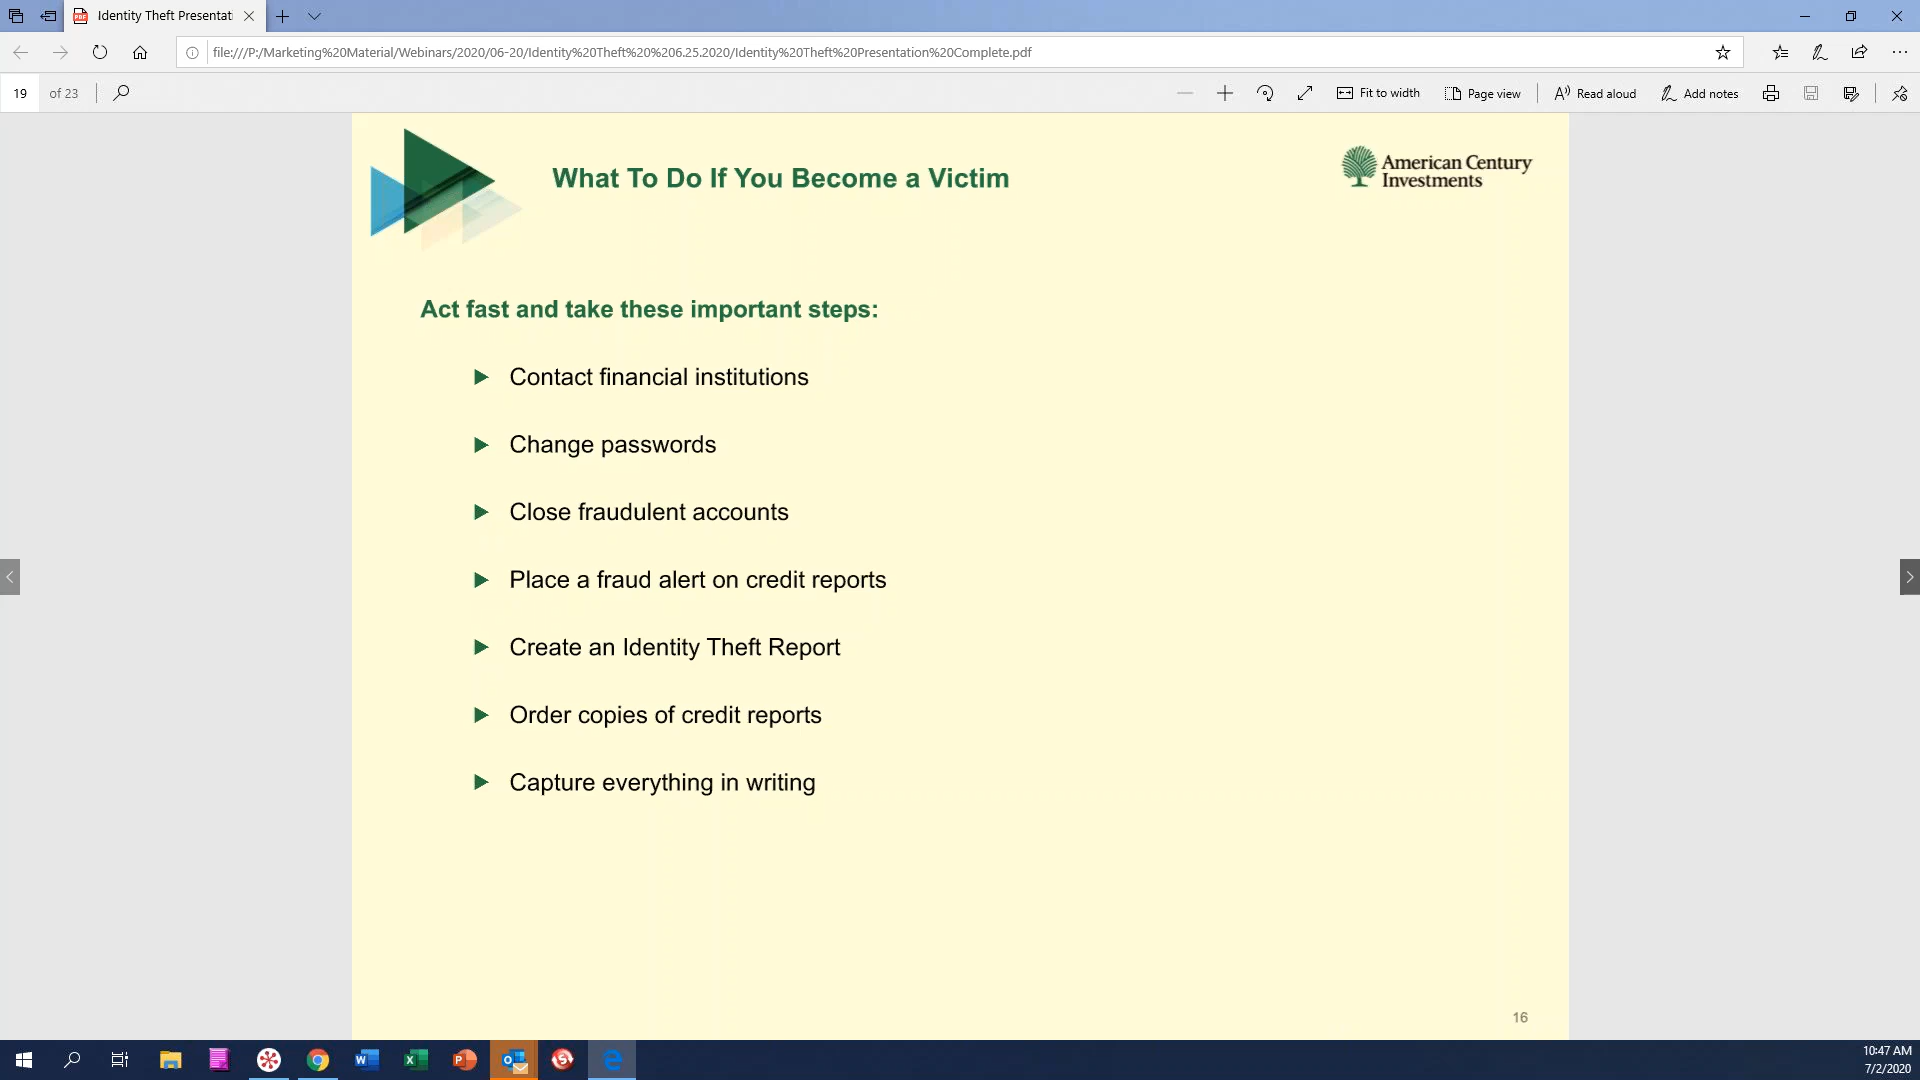 Identity Theft Presentati
file:///P:/Marketing%20Material/Webinars/2020/06-20/Identity%20Theft%20%206.25.2020/Identity%20Theft%20Presentation%20Complete.pdf
19 of 23
Fit to width
Page view
Read aloud
Add notes
What To Do If You Become a Victim
American Century
Investments
Act fast and take these important steps:
Contact financial institutions
Change passwords
Close fraudulent accounts
Place a fraud alert on credit reports
Create an Identity Theft Report
Order copies of credit reports
Capture everything in writing
16
10:47 AM
7/2/2020